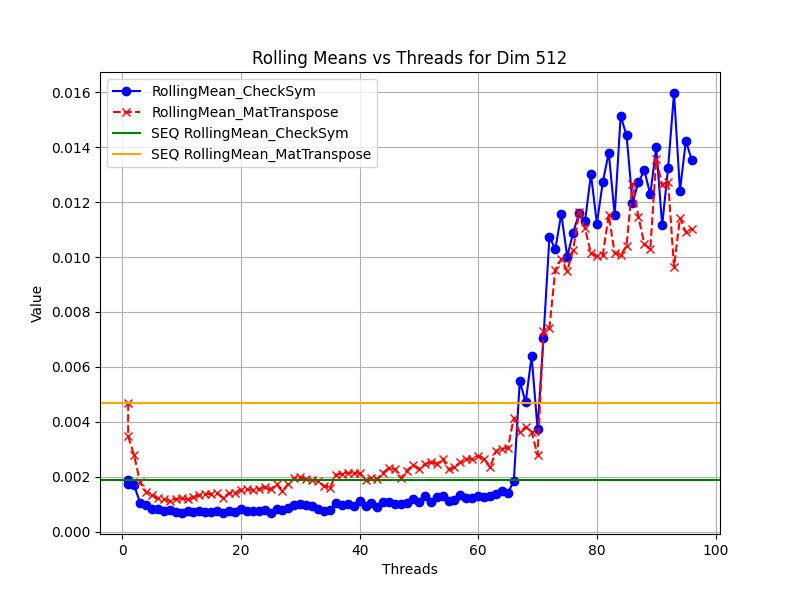 Rolling Means vs Threads for Dim 512
RollingMean_CheckSym
RollingMean_MatTranspose
SEQ RollingMean_CheckSym
SEQ RollingMean_MatTranspose
Value
0.016
0.014
0.012
0.010
0.008
0.006
0.004
0.002
0.000
0 20 40 60 80 100
Threads